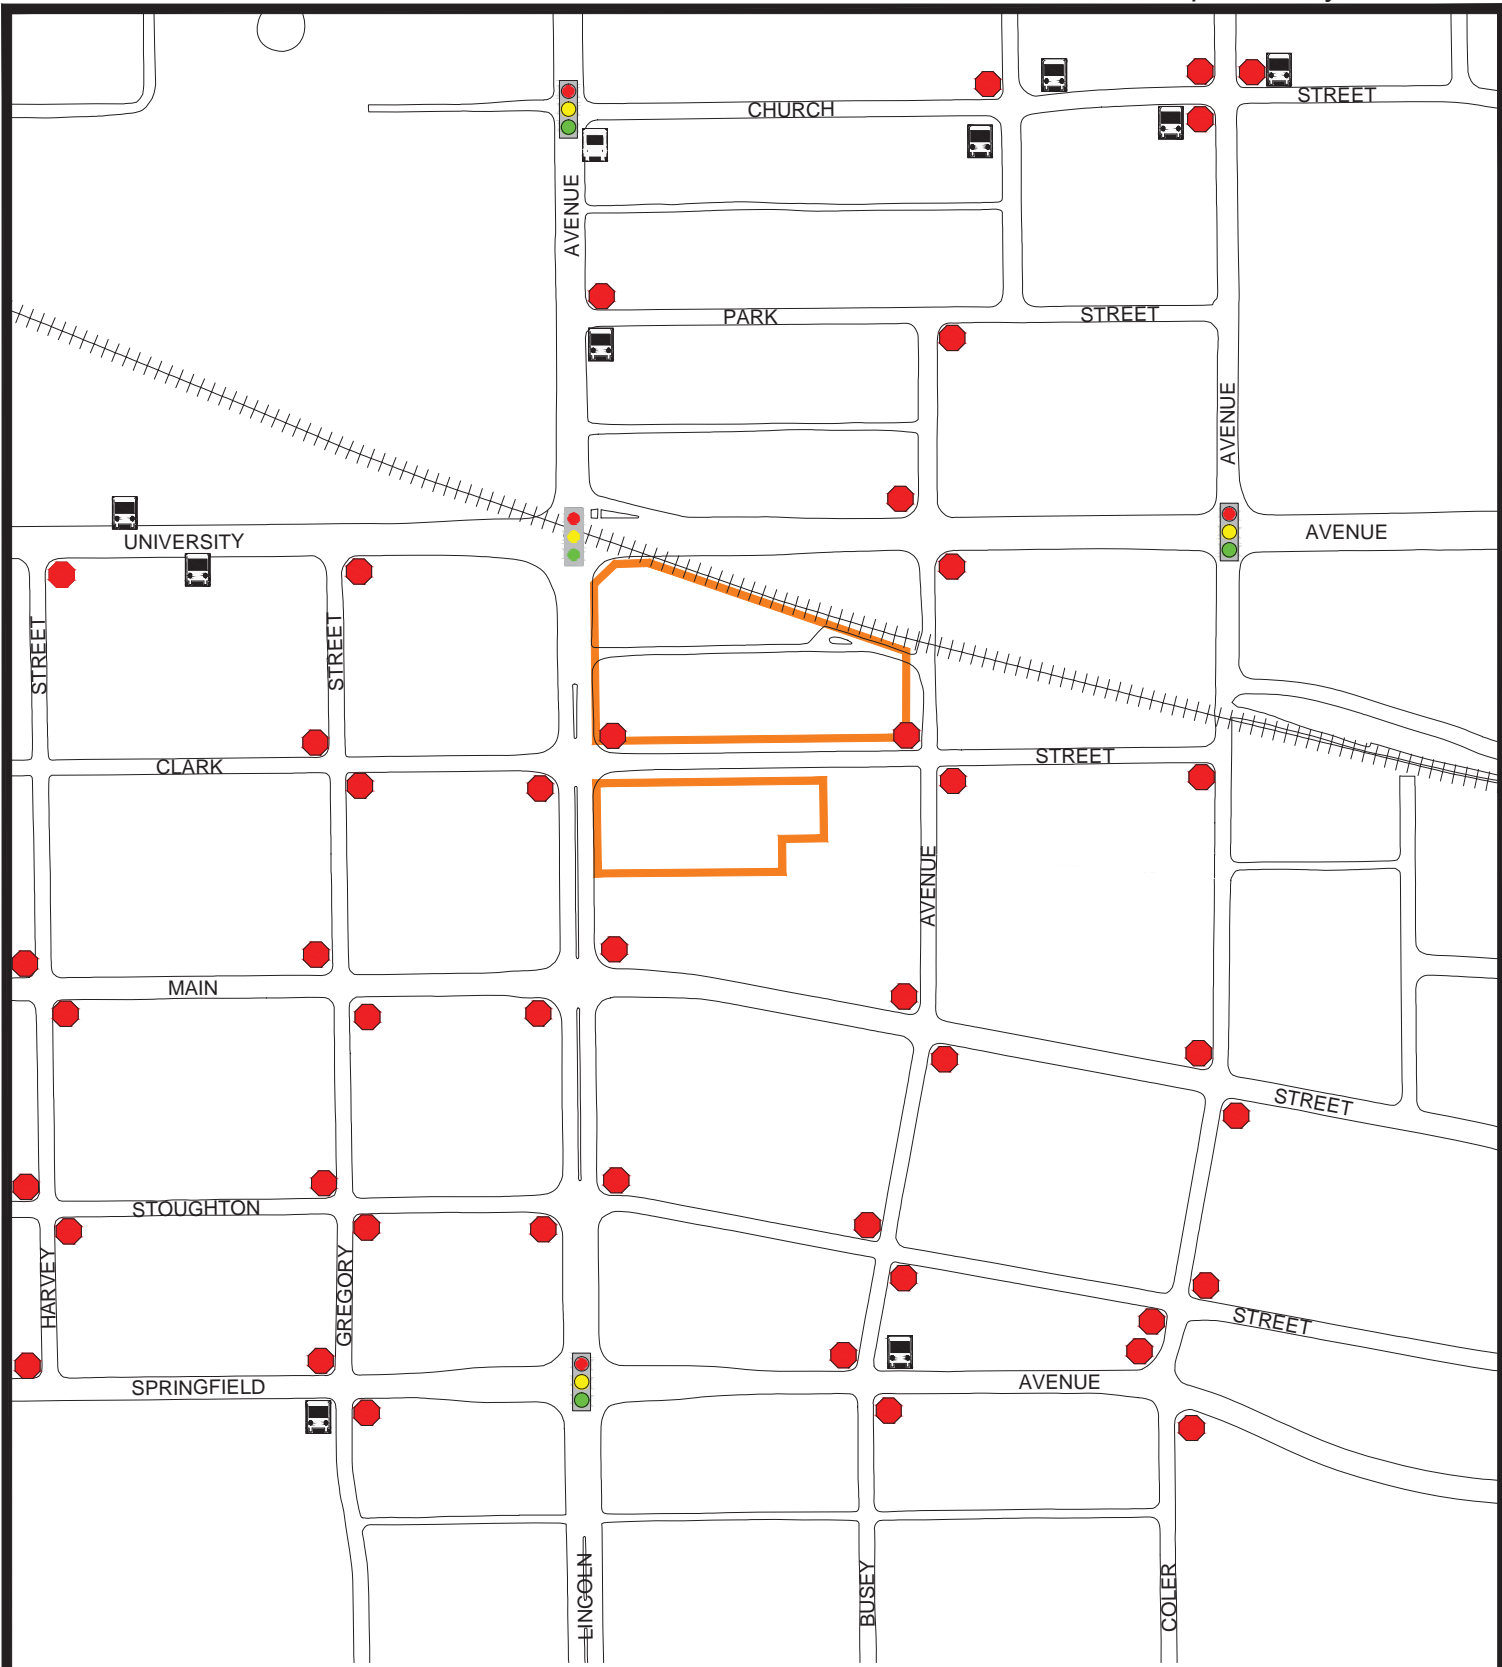 STREET
CHURCH
AVENUE
PARK
STREET
AVENUE
UNIVERSITY
AVENUE
STREET
STREET
CLARK
STREET
AVENUE
MAIN
STREET
STOUGHTON
HARVEY
GREGORY
STREET
SPRINGFIELD
AVENUE
LINCOLN
BUSEY
COLER